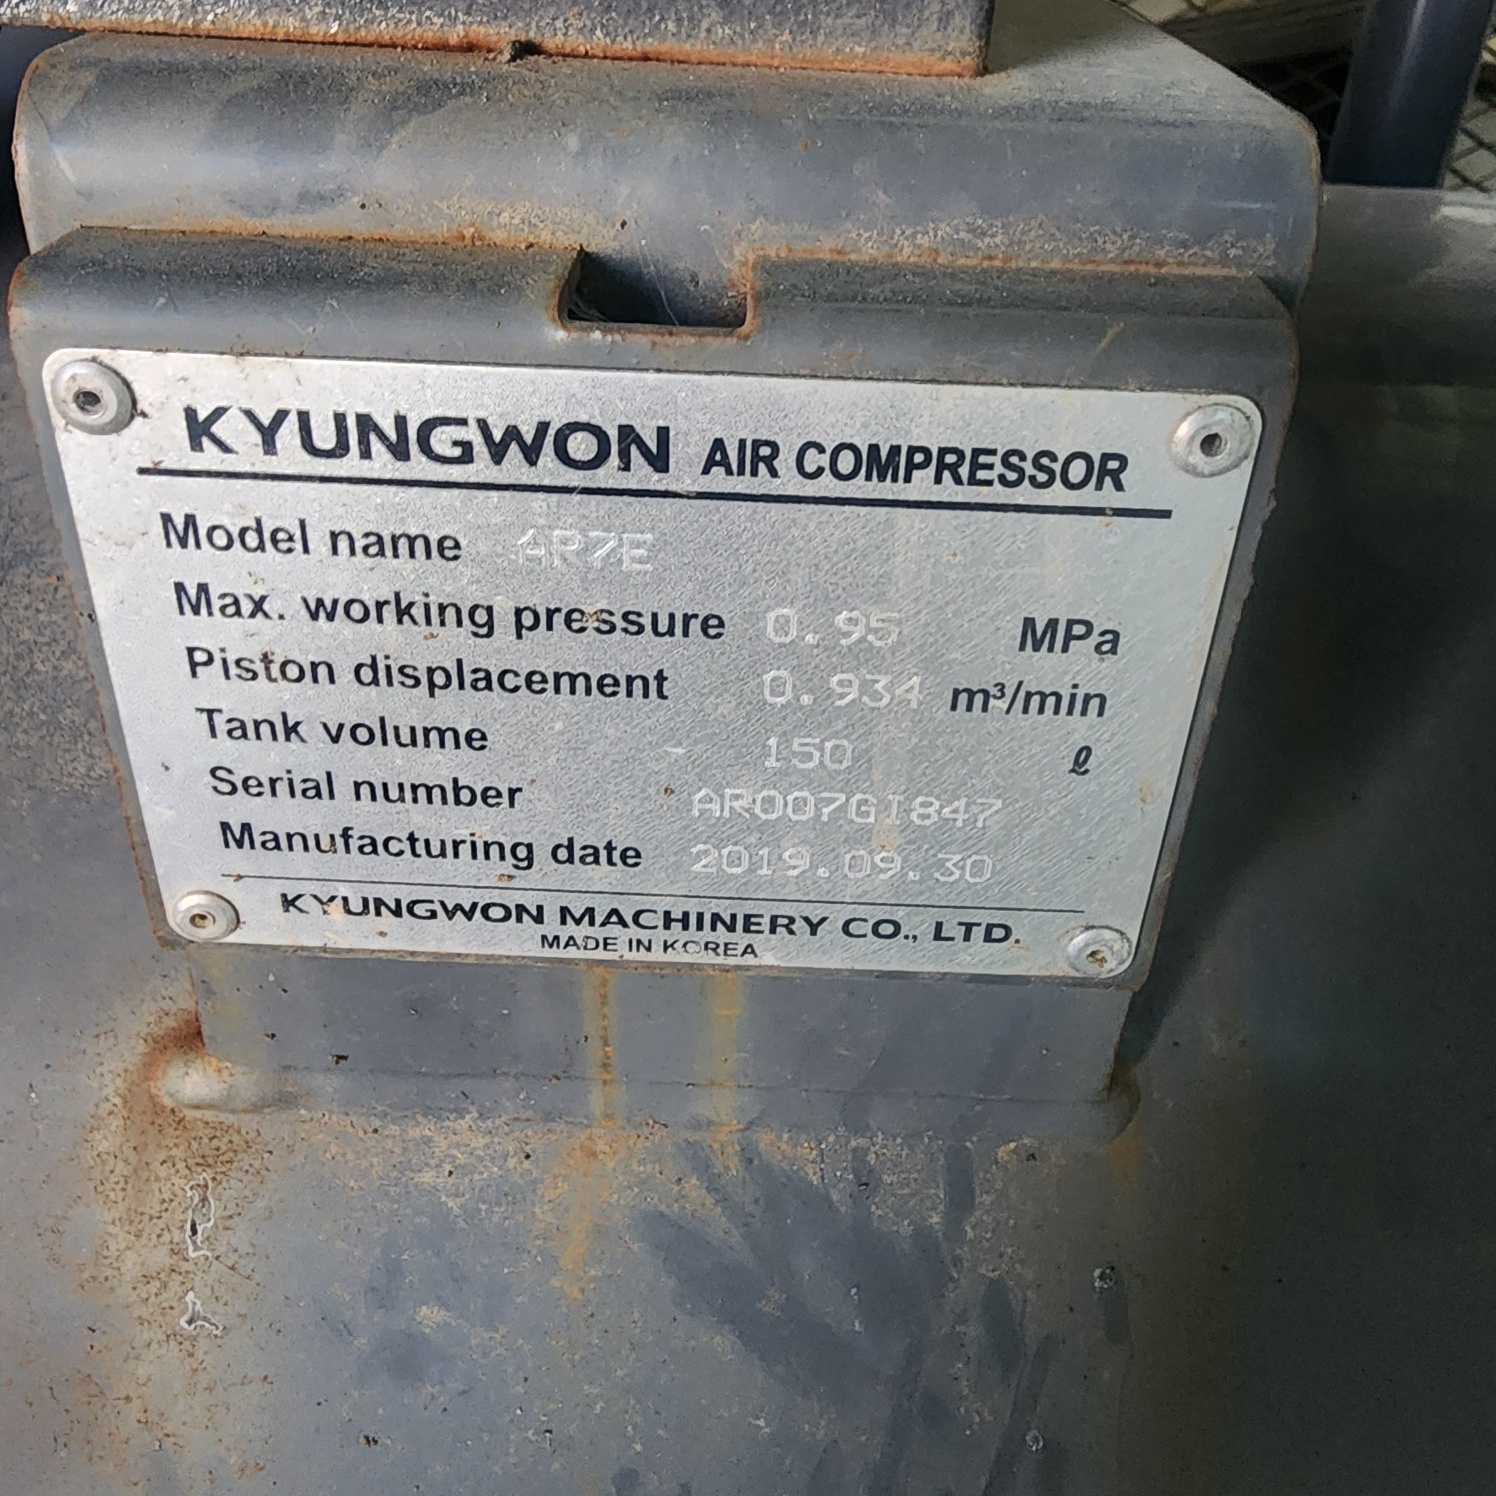 KYUNGWON AIR COMPRESSOR
Model name AR7E
Max. working pressure 0.95 MPa
Piston displacement 0.934 m³/min
Tank volume 150 ℓ
Serial number AR007GI847
Manufacturing date 2019.09.30
KYUNGWON MACHINERY CO., LTD.
MADE IN KOREA